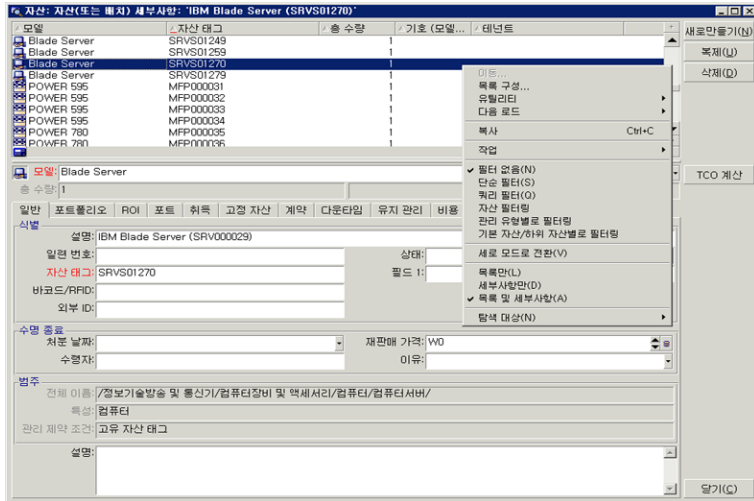 자산: 자산(또는 배치) 세부사항: 'IBM Blade Server (SRVS01270)'
모델 자산 태그 총 수량 기호 (모델... 테넌트
Blade Server SRVS01249 1
Blade Server SRVS01259 1
Blade Server SRVS01270 1
Blade Server SRVS01279 1
POWER 595 MFP000031 1
POWER 595 MFP000032 1
POWER 595 MFP000033 1
POWER 595 MFP000034 1
POWER 780 MFP000035 1
POWER 780 MFP000036 1
새로만들기(N)
복제(U)
삭제(D)
이동...
목록 구성...
유틸리티
다음 로드
복사 Ctrl+C
작업
필터 없음(N)
단순 필터(S)
쿼리 필터(Q)
자산 필터링
관리 유형별로 필터링
기본 자산/하위 자산별로 필터링
세로 모드로 전환(V)
목록만(L)
세부사항만(D)
목록 및 세부사항(A)
탐색 대상(N)
모델: Blade Server
TCO 계산
총 수량: 1
일반 포트폴리오 ROI 포트 취득 고정 자산 계약 다운타임 유지 관리 비용
식별
설명: IBM Blade Server (SRV000029)
일련 번호: 상태:
자산 태그: SRVS01270 필드 1:
바코드/RFID:
외부 ID:
수명 종료
처분 날짜: 재판매 가격: ₩0
수행자: 이유:
범주
전체 이름: /정보기술방송 및 통신기/컴퓨터장비 및 액세서리/컴퓨터/컴퓨터서버/
특성: 컴퓨터
관리 제약 조건: 고유 자산 태그
설명:
닫기(C)